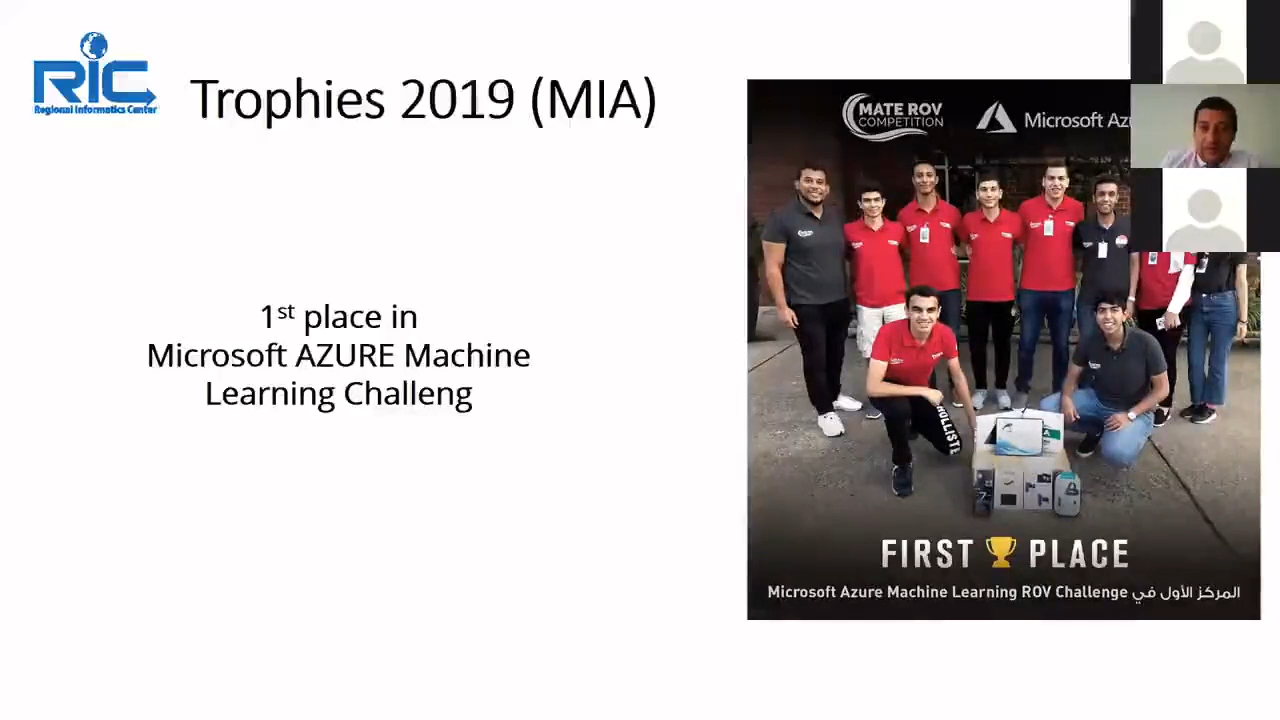 RiC
Regional Informatics Center
Trophies 2019 (MIA)
1st place in
Microsoft AZURE Machine
Learning Challeng
MATE ROV
COMPETITION
Microsoft Az
HOLLISTE
FIRST PLACE
Microsoft Azure Machine Learning ROV Challenge المركز الأول في